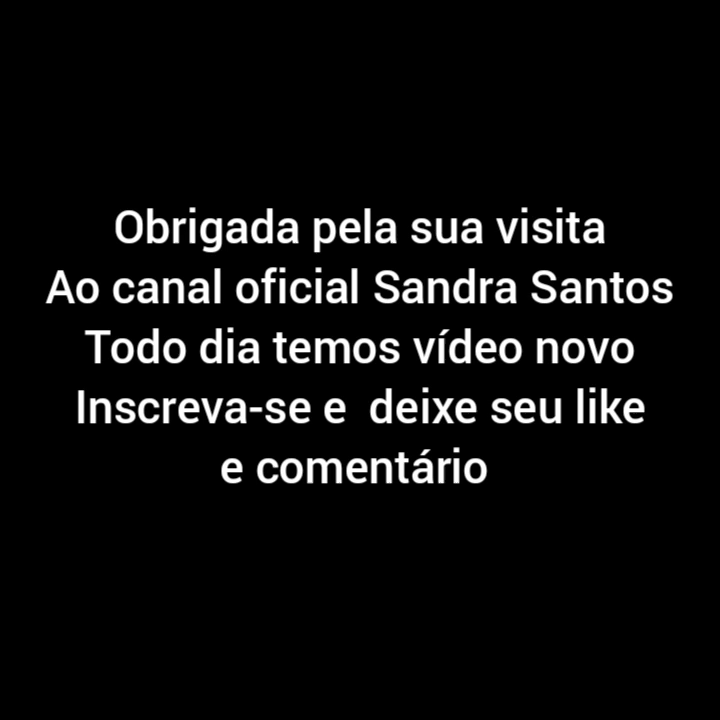 Obrigada pela sua visita
Ao canal oficial Sandra Santos
Todo dia temos vídeo novo
Inscreva-se e  deixe seu like
e comentário